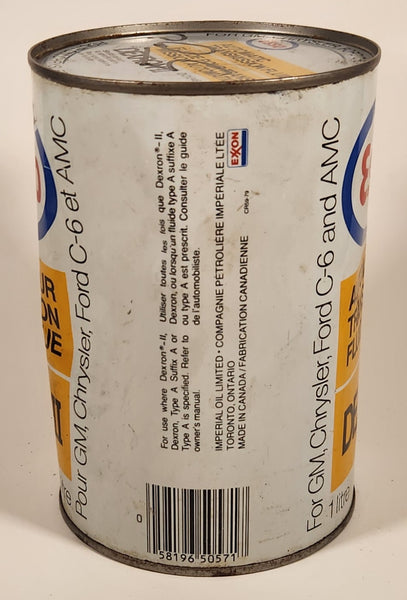 Pour GM, Chrysler, Ford C-6 et AMC
For use where Dexron®-II,
Dexron, Type A Suffix A or
Type A is specified. Refer to
owner's manual.
Utiliser toutes les fois que Dexron®-II,
Dexron, ou lorsqu'un fluide type A suffixe A
ou type A est prescrit. Consulter le guide
de l'automobiliste.
IMPERIAL OIL LIMITED • COMPAGNIE PÉTROLIÈRE IMPÉRIALE LTÉE
TORONTO, ONTARIO
MADE IN CANADA/FABRICATION CANADIENNE
EXXON
0
58196 50571
For GM, Chrysler, Ford C-6 and AMC
1 litre